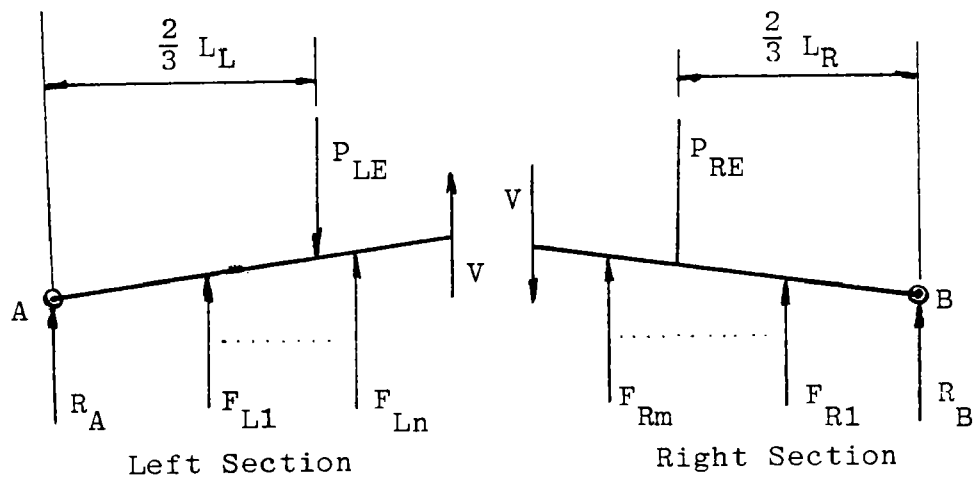 2/3 L_L
2/3 L_R
P_LE
P_RE
V
V
A
B
R_A
F_L1
F_Ln
F_Rm
F_R1
R_B
Left Section
Right Section